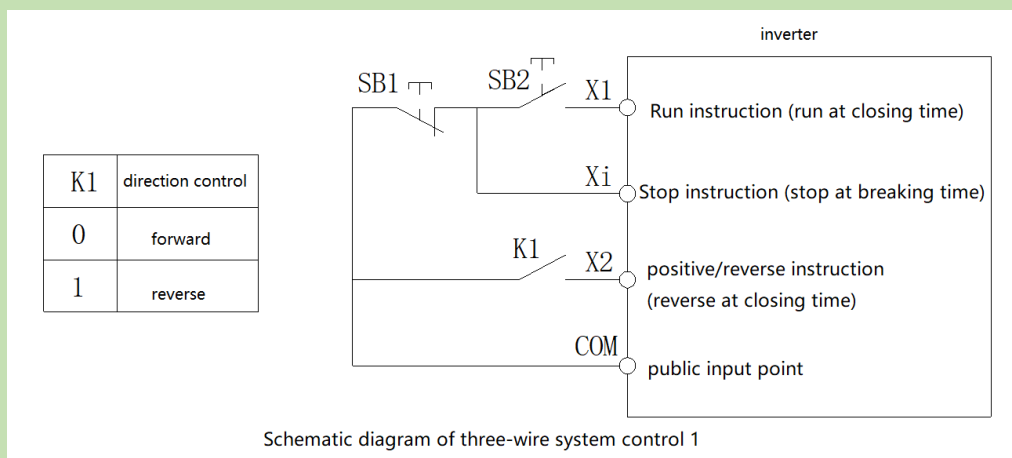 inverter
SB1
SB2
X1
Run instruction (run at closing time)
K1 direction control
0 forward
1 reverse
Xi
Stop instruction (stop at breaking time)
K1
X2
positive/reverse instruction
(reverse at closing time)
COM
public input point
Schematic diagram of three-wire system control 1